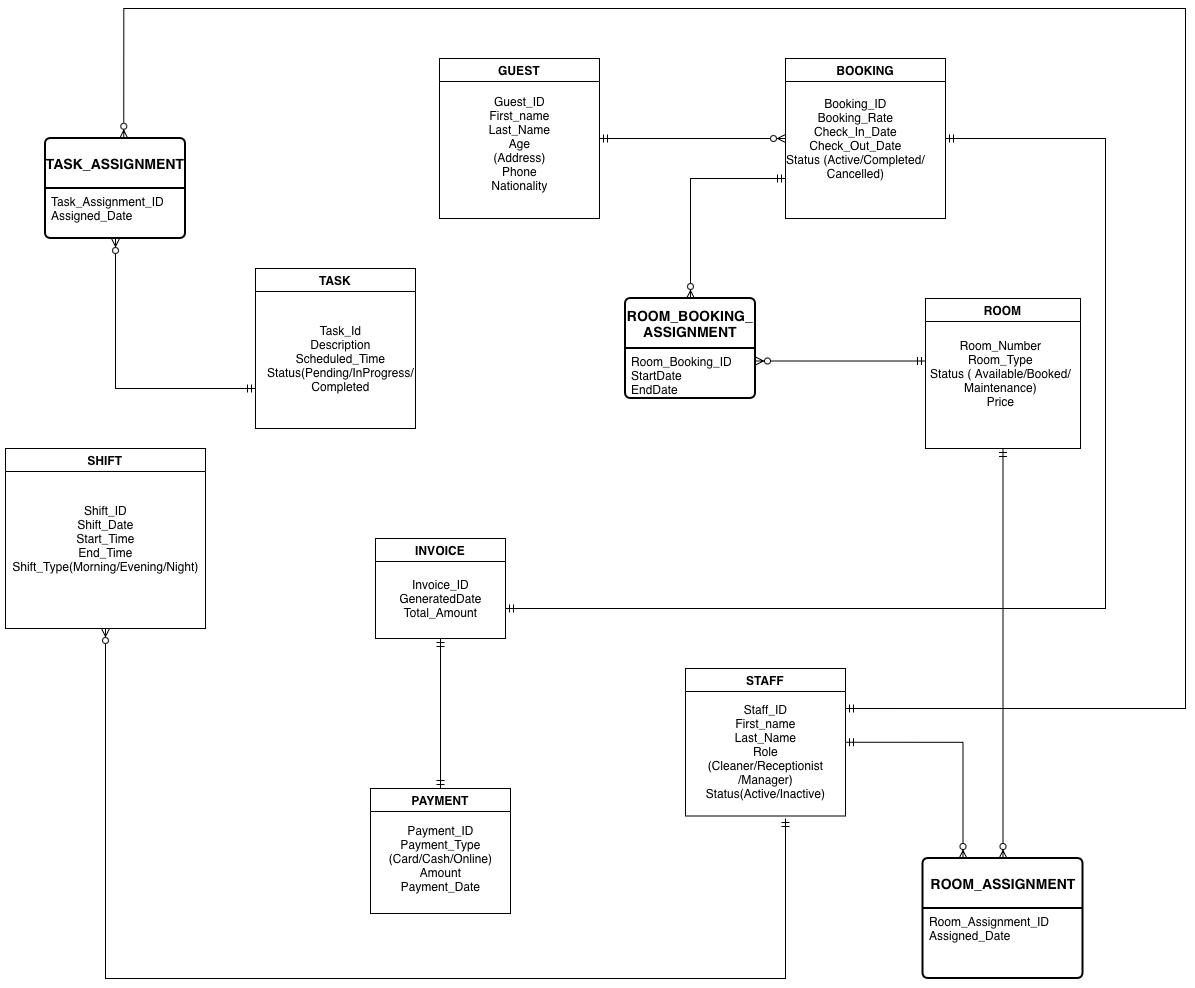 GUEST
Guest_ID
First_name
Last_Name
Age
(Address)
Phone
Nationality
BOOKING
Booking_ID
Booking_Rate
Check_In_Date
Check_Out_Date
Status (Active/Completed/
Cancelled)
TASK_ASSIGNMENT
Task_Assignment_ID
Assigned_Date
TASK
Task_Id
Description
Scheduled_Time
Status(Pending/InProgress/
Completed
ROOM_BOOKING_
ASSIGNMENT
Room_Booking_ID
StartDate
EndDate
ROOM
Room_Number
Room_Type
Status ( Available/Booked/
Maintenance)
Price
SHIFT
Shift_ID
Shift_Date
Start_Time
End_Time
Shift_Type(Morning/Evening/Night)
INVOICE
Invoice_ID
GeneratedDate
Total_Amount
STAFF
Staff_ID
First_name
Last_Name
Role
(Cleaner/Receptionist
/Manager)
Status(Active/Inactive)
PAYMENT
Payment_ID
Payment_Type
(Card/Cash/Online)
Amount
Payment_Date
ROOM_ASSIGNMENT
Room_Assignment_ID
Assigned_Date